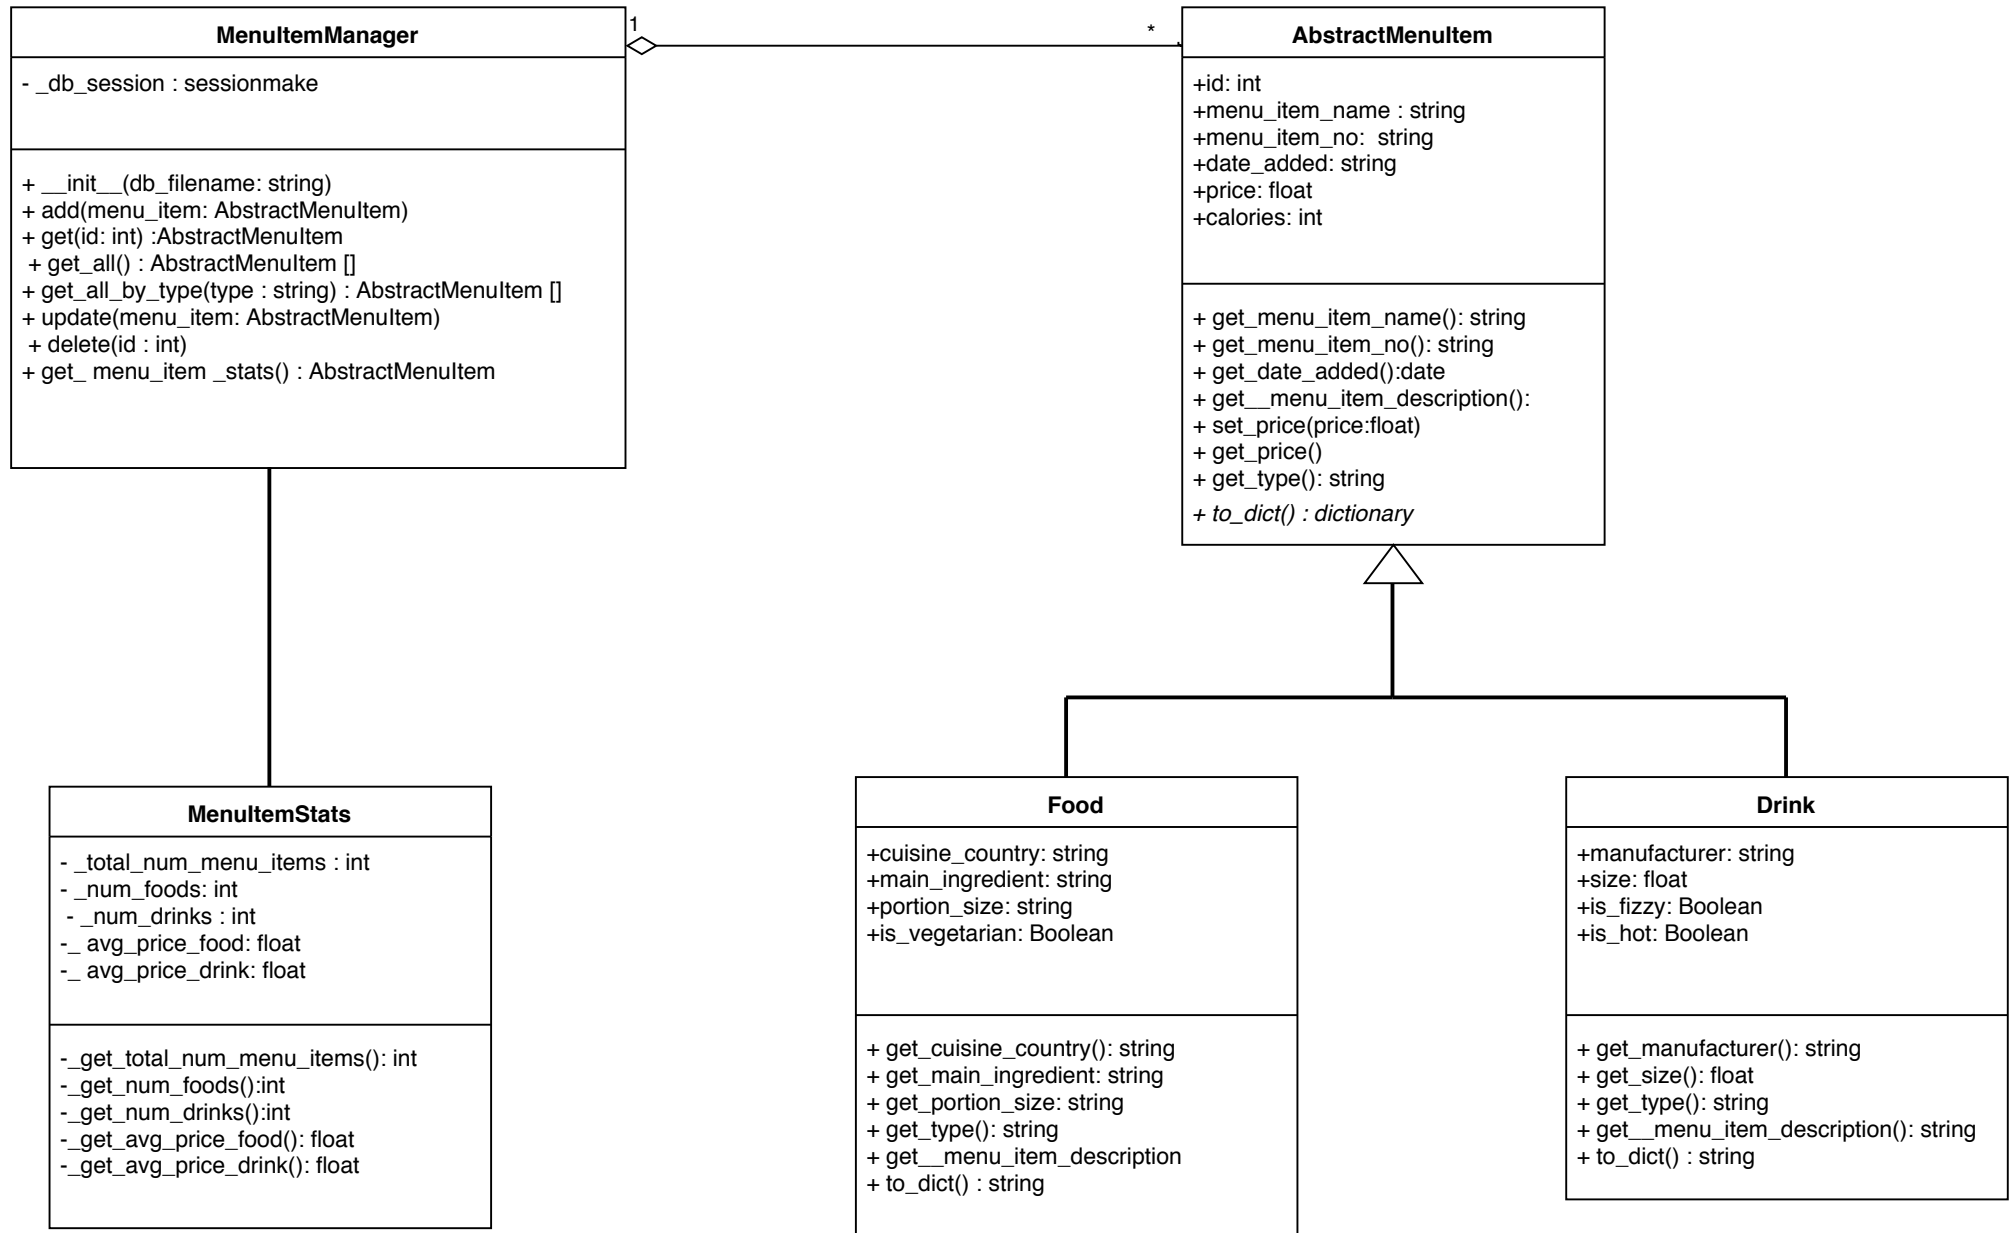 MenuItemManager
- _db_session : sessionmake
+ __init__(db_filename: string)
+ add(menu_item: AbstractMenuItem)
+ get(id: int) :AbstractMenuItem
+ get_all() : AbstractMenuItem []
+ get_all_by_type(type : string) : AbstractMenuItem []
+ update(menu_item: AbstractMenuItem)
+ delete(id : int)
+ get_ menu_item _stats() : AbstractMenuItem
1
*
AbstractMenuItem
+id: int
+menu_item_name : string
+menu_item_no:  string
+date_added: string
+price: float
+calories: int
+ get_menu_item_name(): string
+ get_menu_item_no(): string
+ get_date_added():date
+ get__menu_item_description():
+ set_price(price:float)
+ get_price()
+ get_type(): string
+ to_dict() : dictionary
MenuItemStats
- _total_num_menu_items : int
- _num_foods: int
- _num_drinks : int
-_ avg_price_food: float
-_ avg_price_drink: float
-_get_total_num_menu_items(): int
-_get_num_foods():int
-_get_num_drinks():int
-_get_avg_price_food(): float
-_get_avg_price_drink(): float
Food
+cuisine_country: string
+main_ingredient: string
+portion_size: string
+is_vegetarian: Boolean
+ get_cuisine_country(): string
+ get_main_ingredient: string
+ get_portion_size: string
+ get_type(): string
+ get__menu_item_description
+ to_dict() : string
Drink
+manufacturer: string
+size: float
+is_fizzy: Boolean
+is_hot: Boolean
+ get_manufacturer(): string
+ get_size(): float
+ get_type(): string
+ get__menu_item_description(): string
+ to_dict() : string